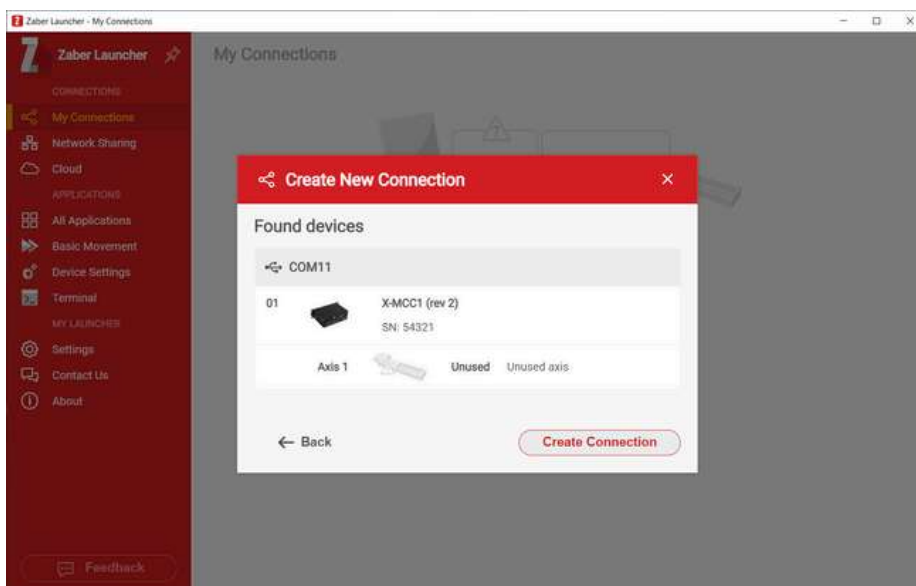 Zaber Launcher - My Connections
Zaber Launcher
My Connections
CONNECTIONS
My Connections
Network Sharing
Cloud
APPLICATIONS
All Applications
Basic Movement
Device Settings
Terminal
MY LAUNCHER
Settings
Contact Us
About
Feedback
Create New Connection
Found devices
COM11
01
X-MCC1 (rev 2)
SN: 54321
Axis 1 Unused Unused axis
Back
Create Connection